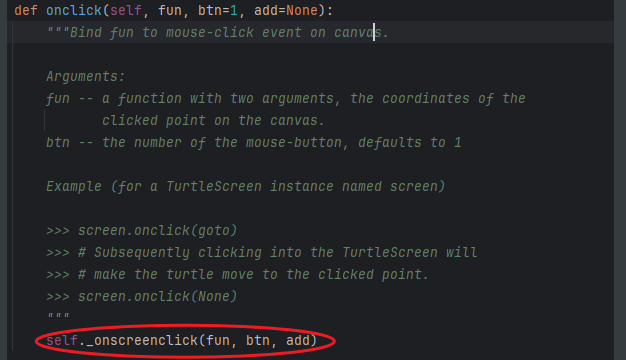 def onclick(self, fun, btn=1, add=None):
"""Bind fun to mouse-click event on canvas.
Arguments:
fun -- a function with two arguments, the coordinates of the
clicked point on the canvas.
btn -- the number of the mouse-button, defaults to 1
Example (for a TurtleScreen instance named screen)
>>> screen.onclick(goto)
>>> # Subsequently clicking into the TurtleScreen will
>>> # make the turtle move to the clicked point.
>>> screen.onclick(None)
"""
self._onscreenclick(fun, btn, add)